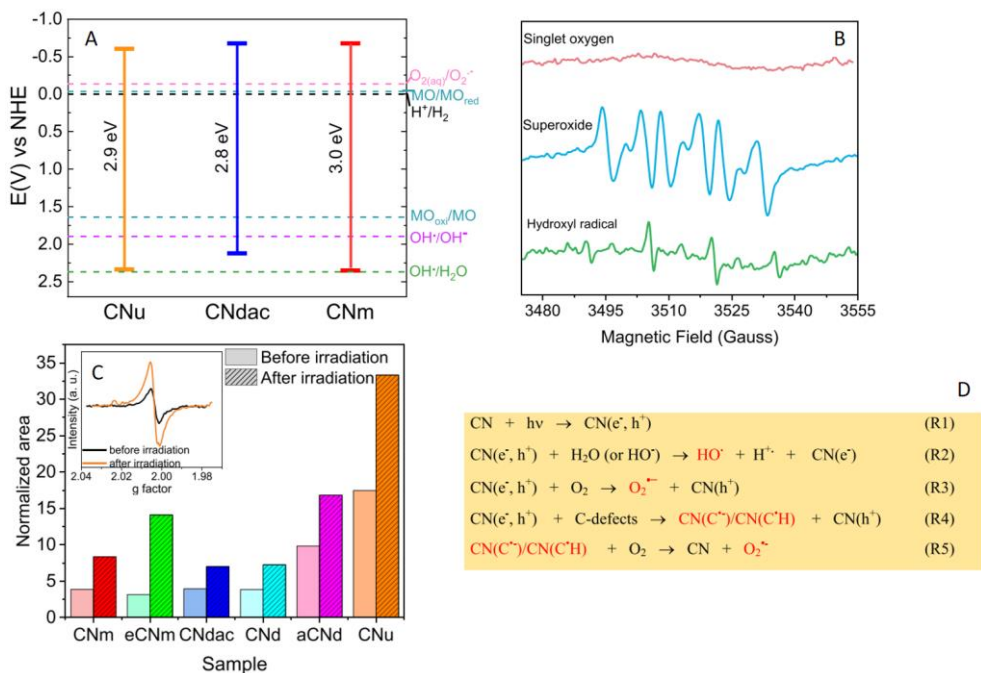 A
-1.0
-0.5
0.0
0.5
1.0
1.5
2.0
2.5
E(V) vs NHE
2.9 eV
2.8 eV
3.0 eV
O2(aq)/O2·-
MO/MOred
H+/H2
MOoxi/MO
OH·/OH-
OH·/H2O
CNu CNdac CNm
B
Singlet oxygen
Superoxide
Hydroxyl radical
3480 3495 3510 3525 3540 3555
Magnetic Field (Gauss)
C
Before irradiation
After irradiation
Intensity (a. u.)
before irradiation
after irradiation
2.04 2.02 2.00 1.98
g factor
35
30
25
20
15
10
5
0
Normalized area
CNm eCNm CNdac CNd aCNd CNu
Sample
D
CN + hν → CN(e-, h+) (R1)
CN(e-, h+) + H2O (or HO-) → HO· + H+· + CN(e-) (R2)
CN(e-, h+) + O2 → O2•− + CN(h+) (R3)
CN(e-, h+) + C-defects → CN(C•-)/CN(C•H) + CN(h+) (R4)
CN(C•-)/CN(C•H) + O2 → CN + O2•- (R5)